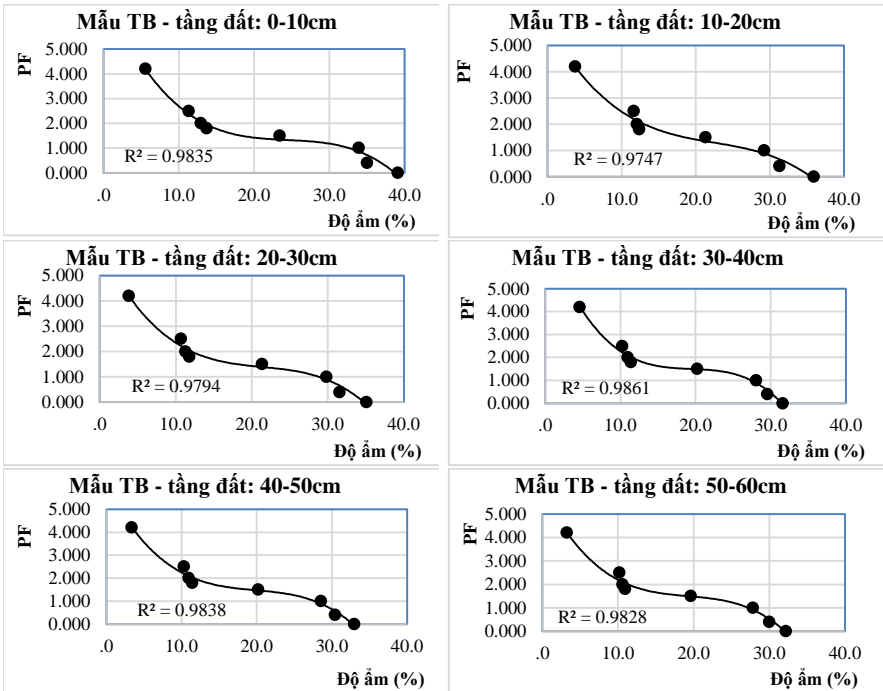 Mẫu TB - tầng đất: 0-10cm
PF
5.000
4.000
3.000
2.000
1.000
0.000
R² = 0.9835
.0 10.0 20.0 30.0 40.0
Độ ẩm (%)
Mẫu TB - tầng đất: 10-20cm
PF
5.000
4.000
3.000
2.000
1.000
0.000
R² = 0.9747
.0 10.0 20.0 30.0 40.0
Độ ẩm (%)
Mẫu TB - tầng đất: 20-30cm
PF
5.000
4.000
3.000
2.000
1.000
0.000
R² = 0.9794
.0 10.0 20.0 30.0 40.0
Độ ẩm (%)
Mẫu TB - tầng đất: 30-40cm
PF
5.000
4.000
3.000
2.000
1.000
0.000
R² = 0.9861
.0 10.0 20.0 30.0 40.0
Độ ẩm (%)
Mẫu TB - tầng đất: 40-50cm
PF
5.000
4.000
3.000
2.000
1.000
0.000
R² = 0.9838
.0 10.0 20.0 30.0 40.0
Độ ẩm (%)
Mẫu TB - tầng đất: 50-60cm
PF
5.000
4.000
3.000
2.000
1.000
0.000
R² = 0.9828
.0 10.0 20.0 30.0 40.0
Độ ẩm (%)